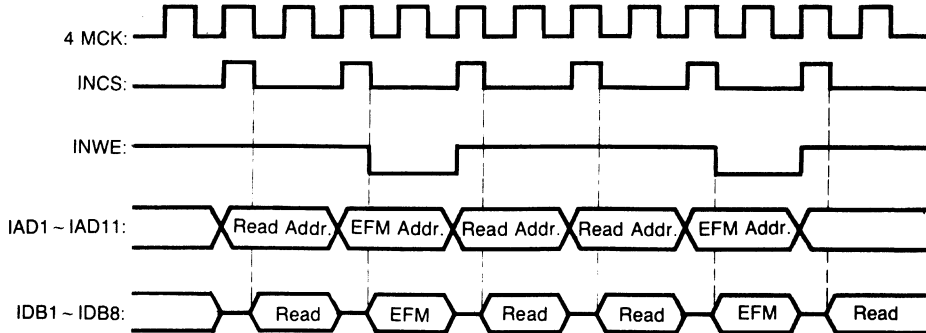 4 MCK:
INCS:
INWE:
IAD1 ~ IAD11: Read Addr. EFM Addr. Read Addr. Read Addr. EFM Addr.
IDB1 ~ IDB8: Read EFM Read Read EFM Read